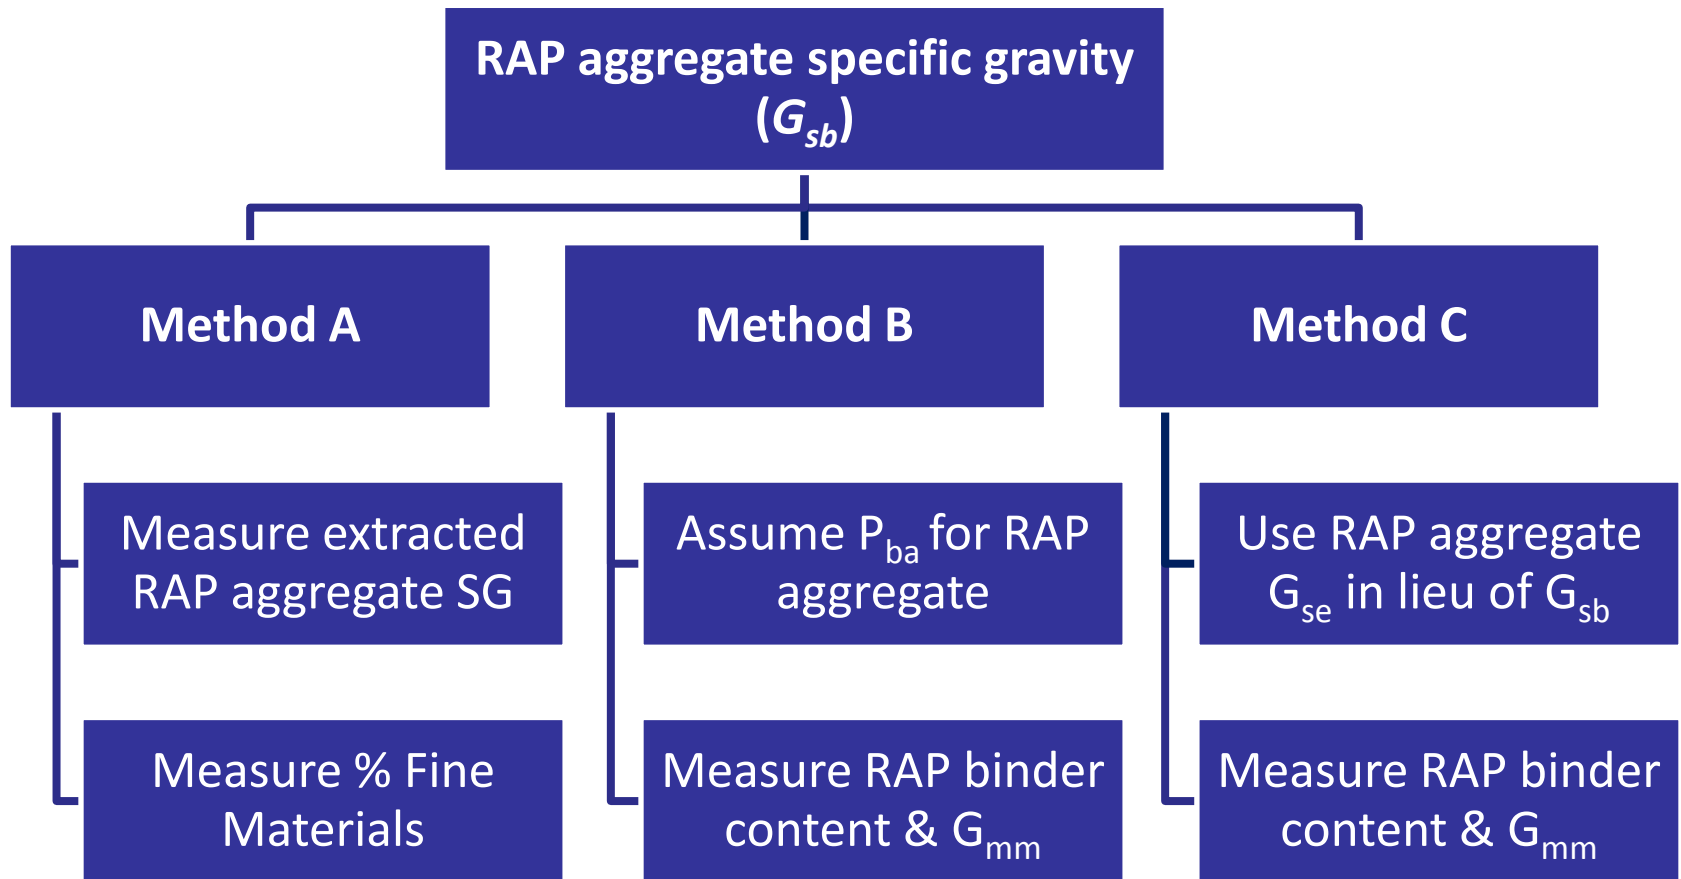 RAP aggregate specific gravity
(Gsb)
Method A
Method B
Method C
Measure extracted
RAP aggregate SG
Assume Pba for RAP
aggregate
Use RAP aggregate
Gse in lieu of Gsb
Measure % Fine
Materials
Measure RAP binder
content & Gmm
Measure RAP binder
content & Gmm